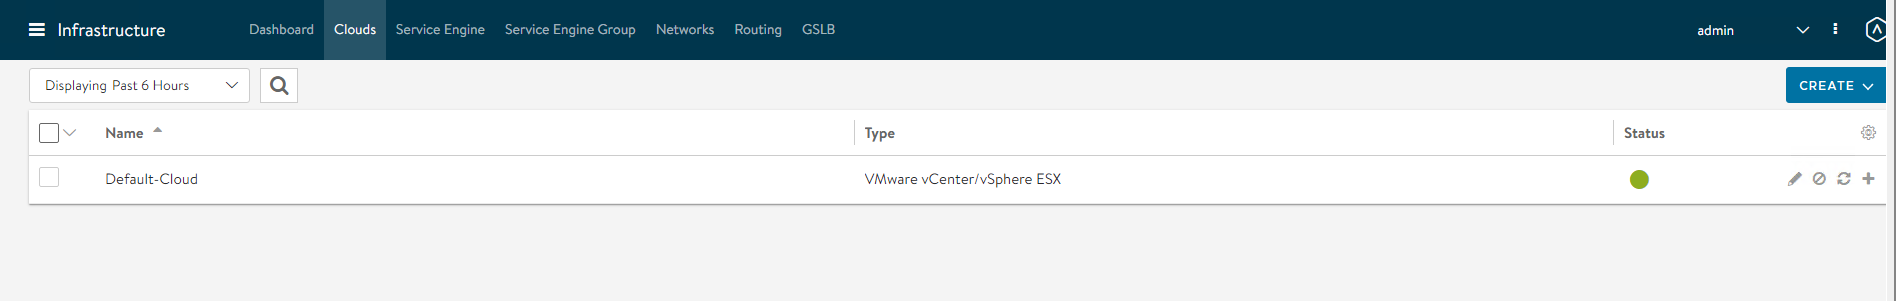 Infrastructure Dashboard Clouds Service Engine Service Engine Group Networks Routing GSLB admin
Displaying Past 6 Hours CREATE
Name Type Status
Default-Cloud VMware vCenter/vSphere ESX